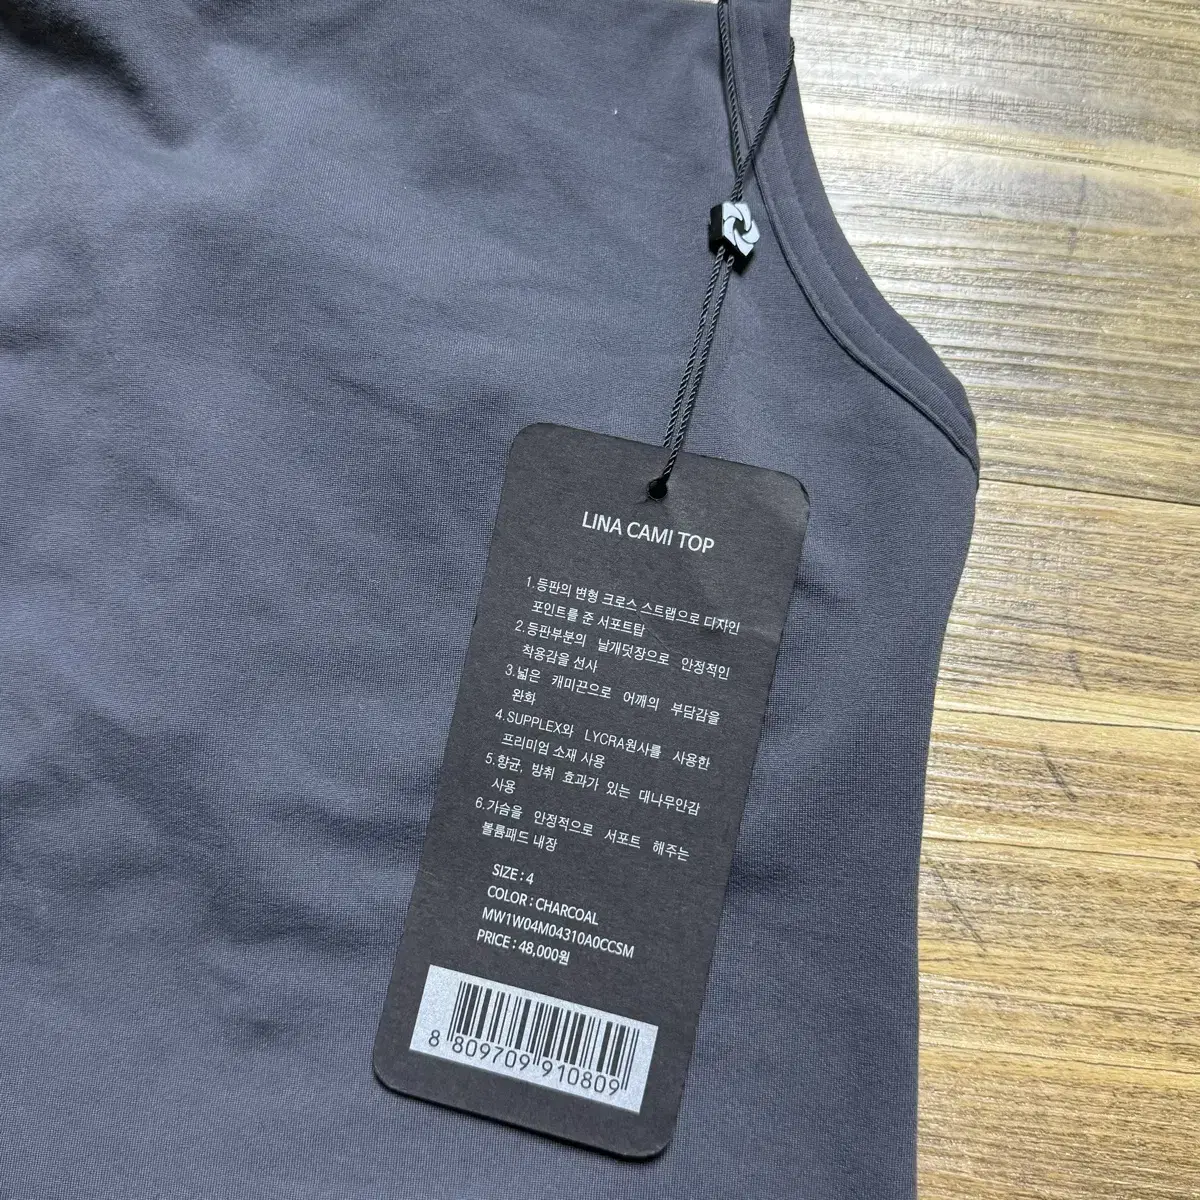 LINA CAMI TOP
1.등판의 변형 크로스 스트랩으로 디자인
포인트를 준 서포트탑
2.등판부분의 날개덧장으로 안정적인
착용감을 선사
3.넓은 캐미끈으로 어깨의 부담감을
완화
4.SUPPLEX와 LYCRA원사를 사용한
프리미엄 소재 사용
5.향균, 방취 효과가 있는 대나무안감
사용
6.가슴을 안정적으로 서포트 해주는
볼륨패드 내장
SIZE : 4
COLOR : CHARCOAL
MW1W04M04310A0CCSM
PRICE : 48,000원
8 809709 910809